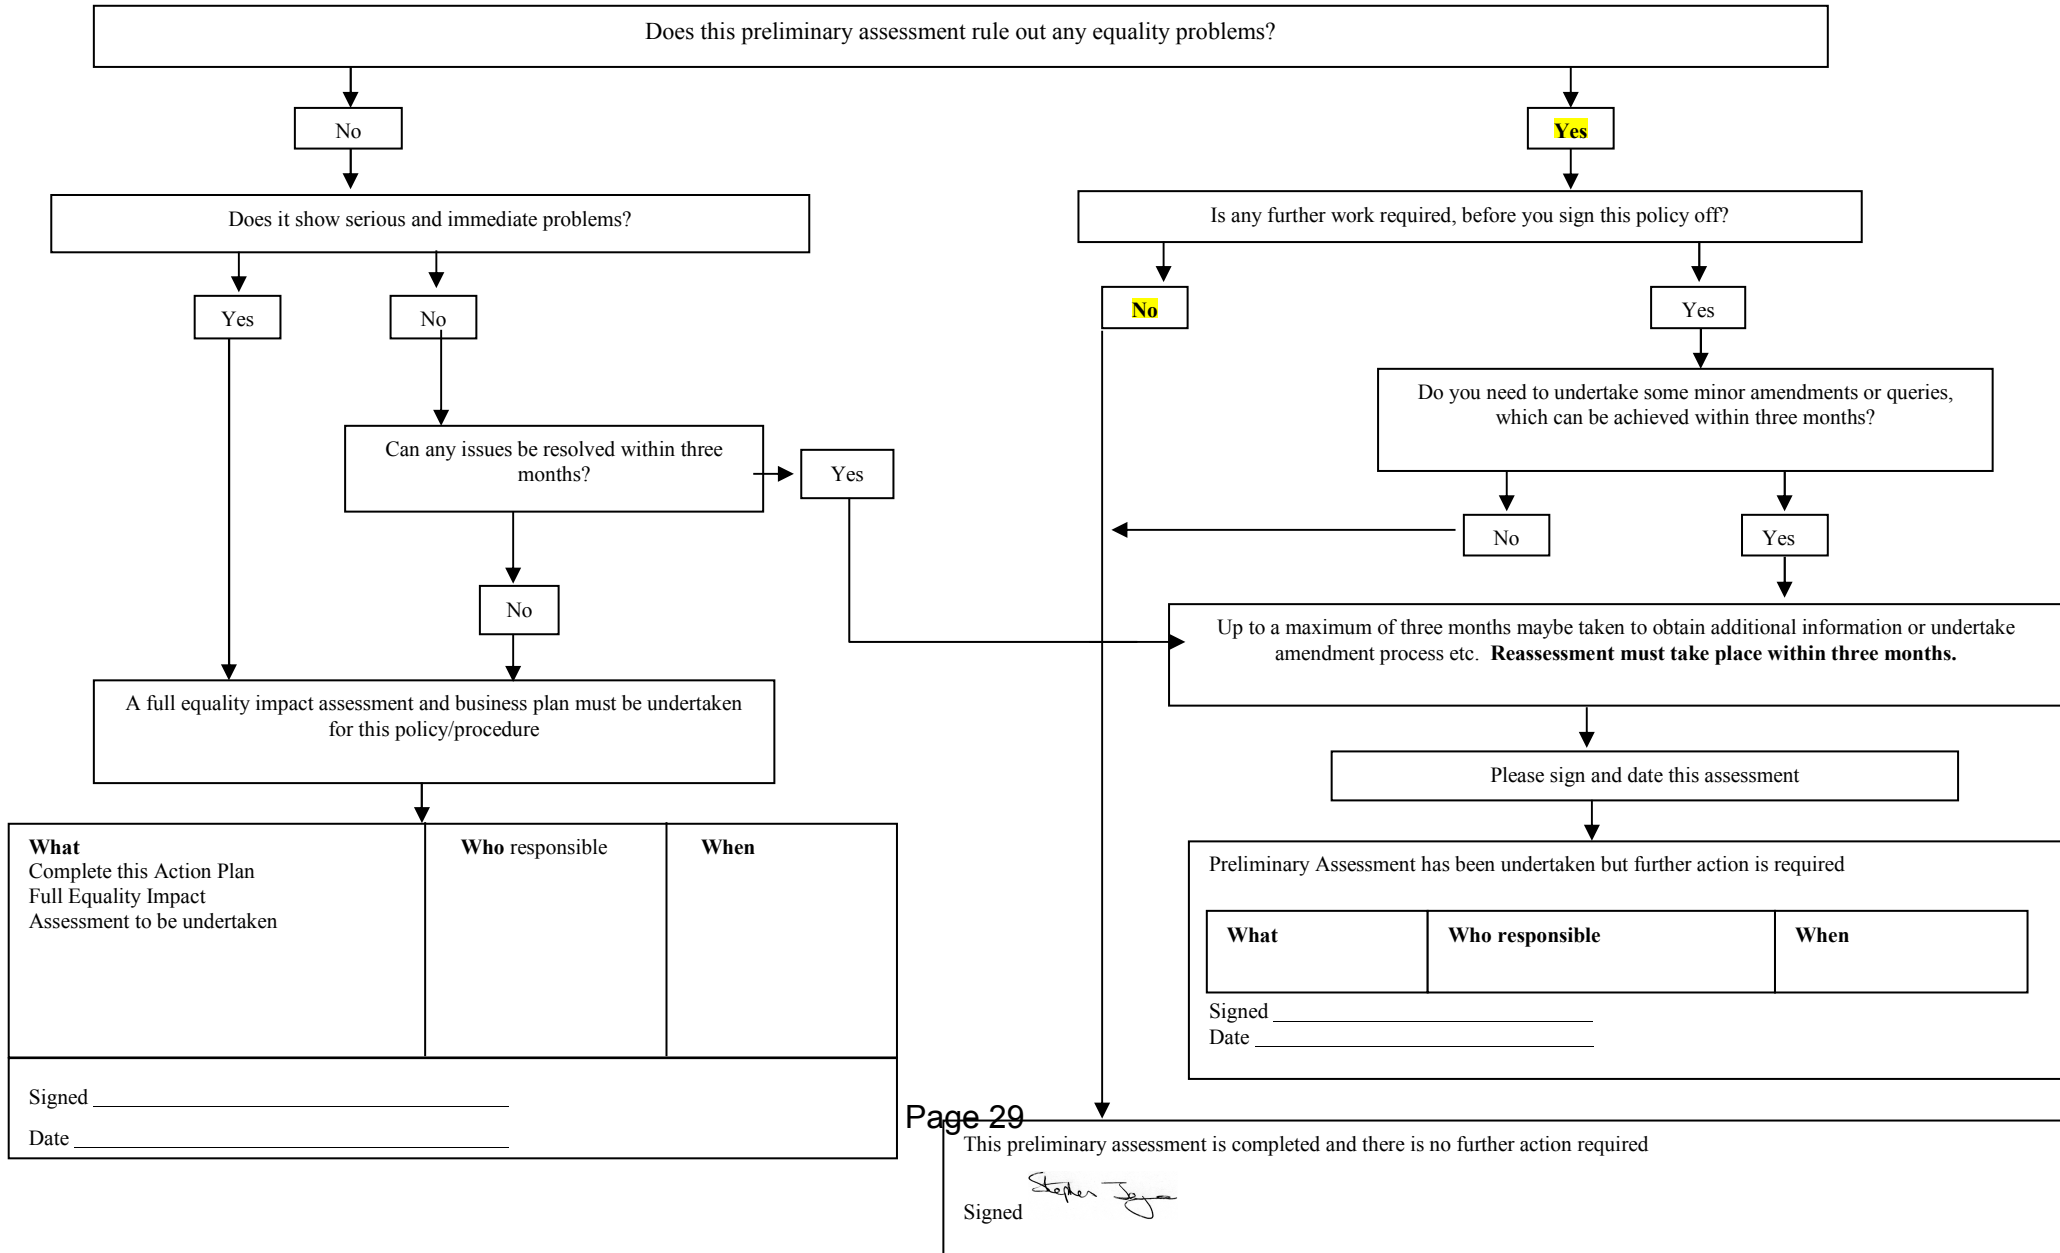 Does this preliminary assessment rule out any equality problems?
No
Yes
Does it show serious and immediate problems?
Is any further work required, before you sign this policy off?
Yes
No
No
Yes
Do you need to undertake some minor amendments or queries,
which can be achieved within three months?
Can any issues be resolved within three
months?
Yes
No
Yes
No
Up to a maximum of three months maybe taken to obtain additional information or undertake
amendment process etc. Reassessment must take place within three months.
A full equality impact assessment and business plan must be undertaken
for this policy/procedure
Please sign and date this assessment
What
Complete this Action Plan
Full Equality Impact
Assessment to be undertaken
Who responsible
When
Preliminary Assessment has been undertaken but further action is required
What
Who responsible
When
Signed
Date
Signed
Date
Page 29
This preliminary assessment is completed and there is no further action required
Stephen Joyce
Signed